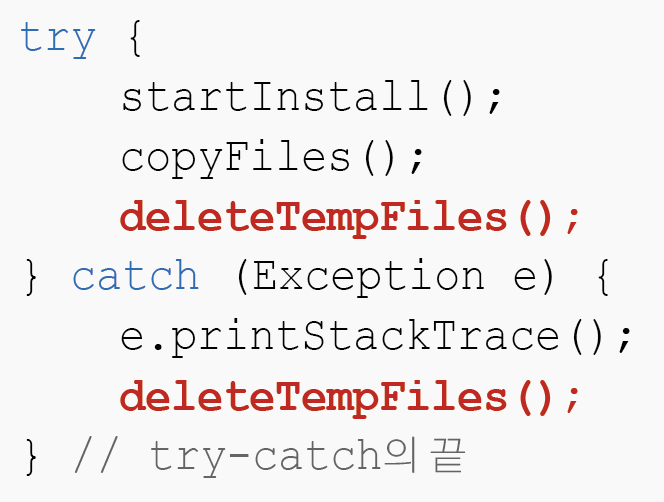 try {
    startInstall();
    copyFiles();
    deleteTempFiles();
} catch (Exception e) {
    e.printStackTrace();
    deleteTempFiles();
} // try-catch의 끝